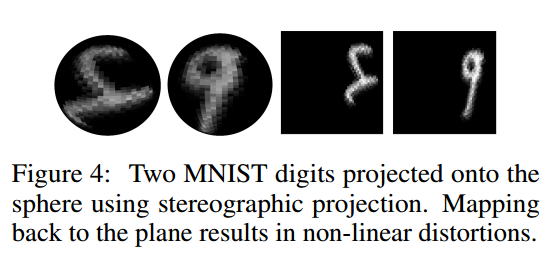 Figure 4: Two MNIST digits projected onto the
sphere using stereographic projection. Mapping
back to the plane results in non-linear distortions.